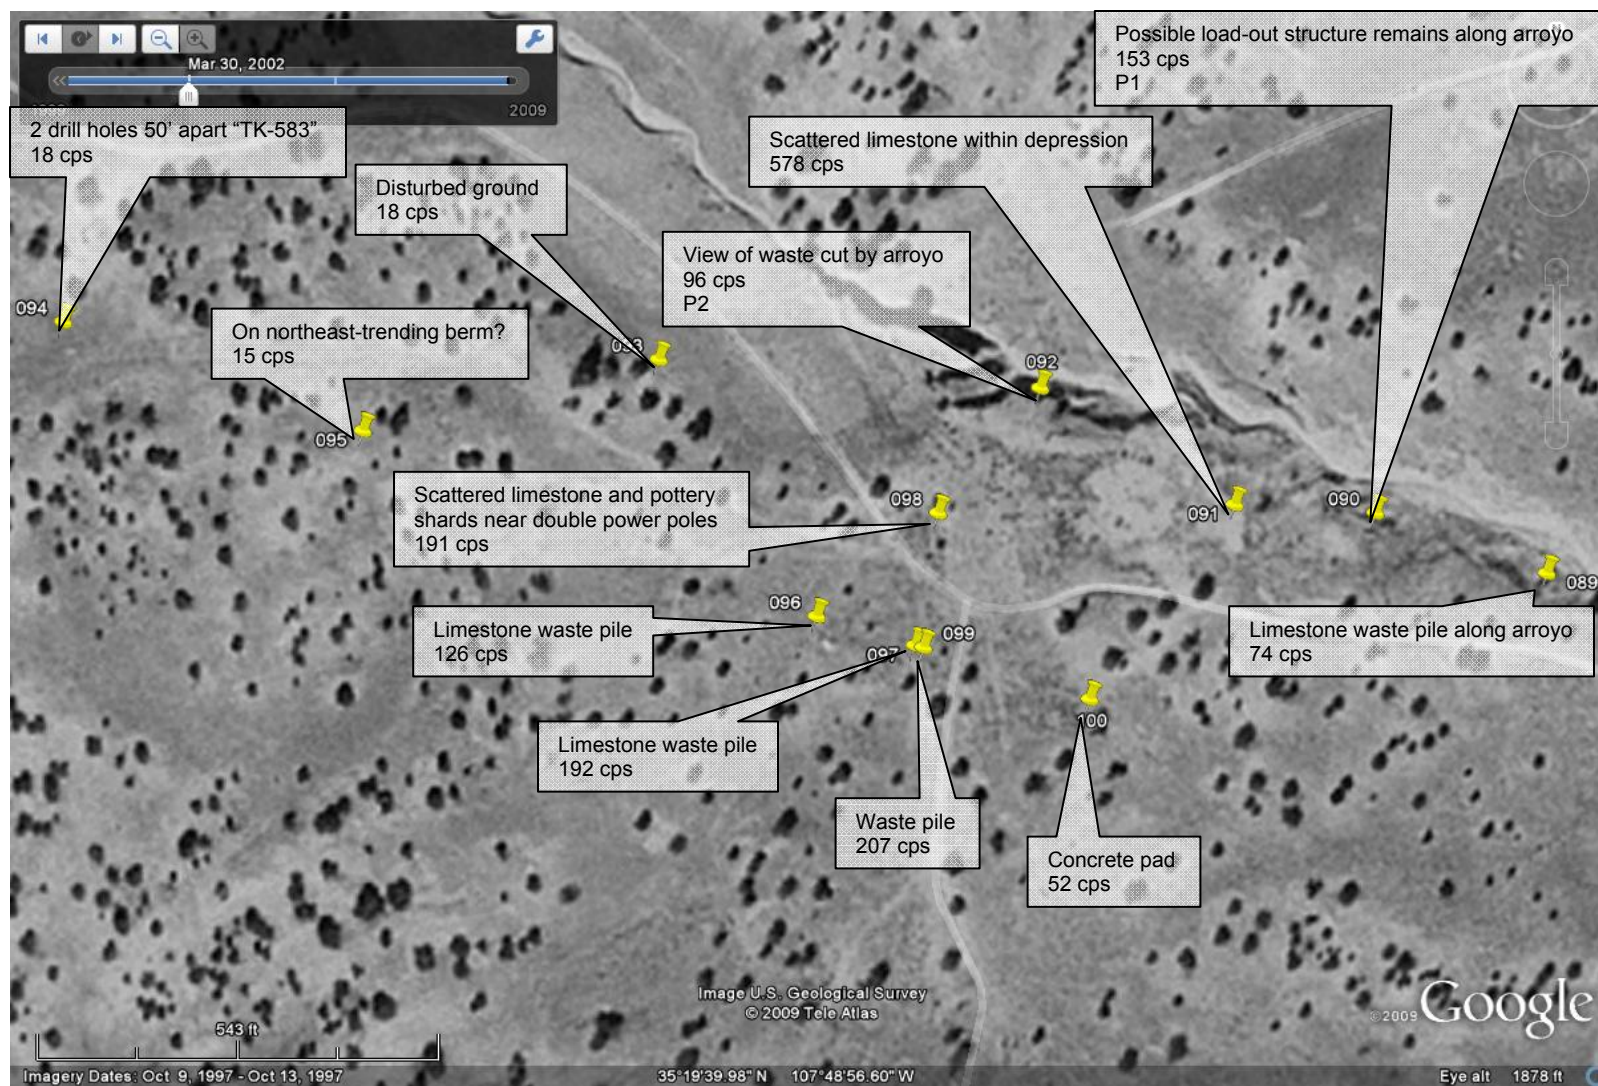 Mar 30, 2002
2009
Possible load-out structure remains along arroyo
153 cps
P1
2 drill holes 50' apart "TK-583"
18 cps
Scattered limestone within depression
578 cps
Disturbed ground
18 cps
View of waste cut by arroyo
96 cps
P2
094
On northeast-trending berm?
15 cps
093
092
095
Scattered limestone and pottery
shards near double power poles
191 cps
098
091
090
089
096
Limestone waste pile
126 cps
097
099
Limestone waste pile along arroyo
74 cps
100
Limestone waste pile
192 cps
Waste pile
207 cps
Concrete pad
52 cps
Image U.S. Geological Survey
© 2009 Tele Atlas
©2009 Google
543 ft
Imagery Dates: Oct 9, 1997 - Oct 13, 1997
35°19'39.98" N 107°48'56.60" W
Eye alt 1878 ft